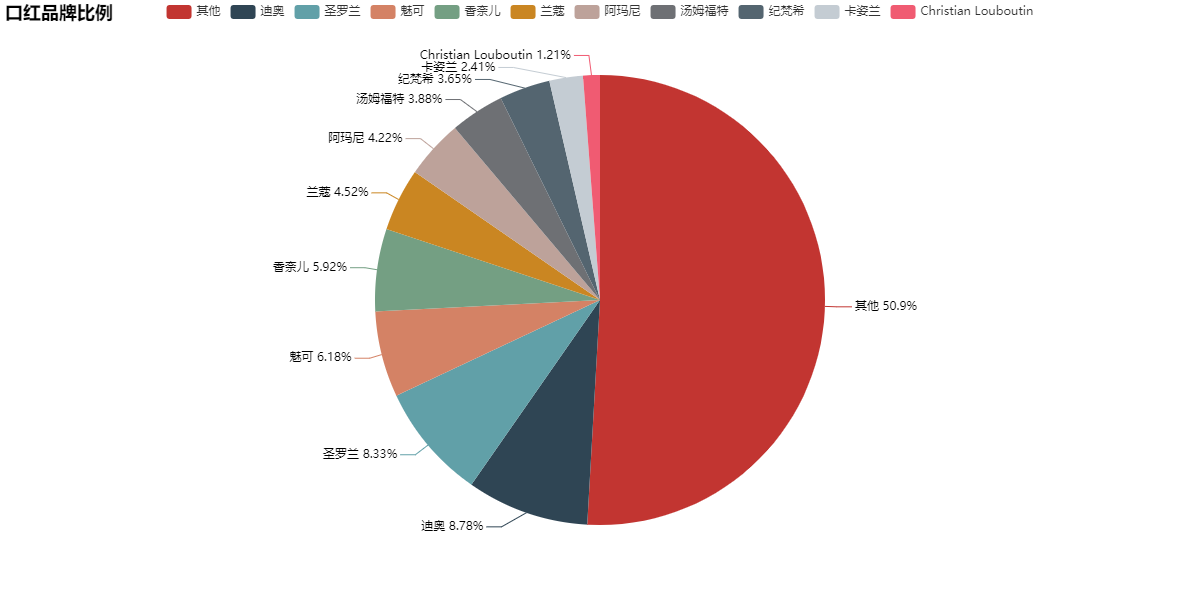 口红品牌比例
其他 迪奥 圣罗兰 魅可 香奈儿 兰蔻 阿玛尼 汤姆福特 纪梵希 卡姿兰 Christian Louboutin
Christian Louboutin 1.21%
卡姿兰 2.41%
纪梵希 3.65%
汤姆福特 3.88%
阿玛尼 4.22%
兰蔻 4.52%
香奈儿 5.92%
其他 50.9%
魅可 6.18%
圣罗兰 8.33%
迪奥 8.78%